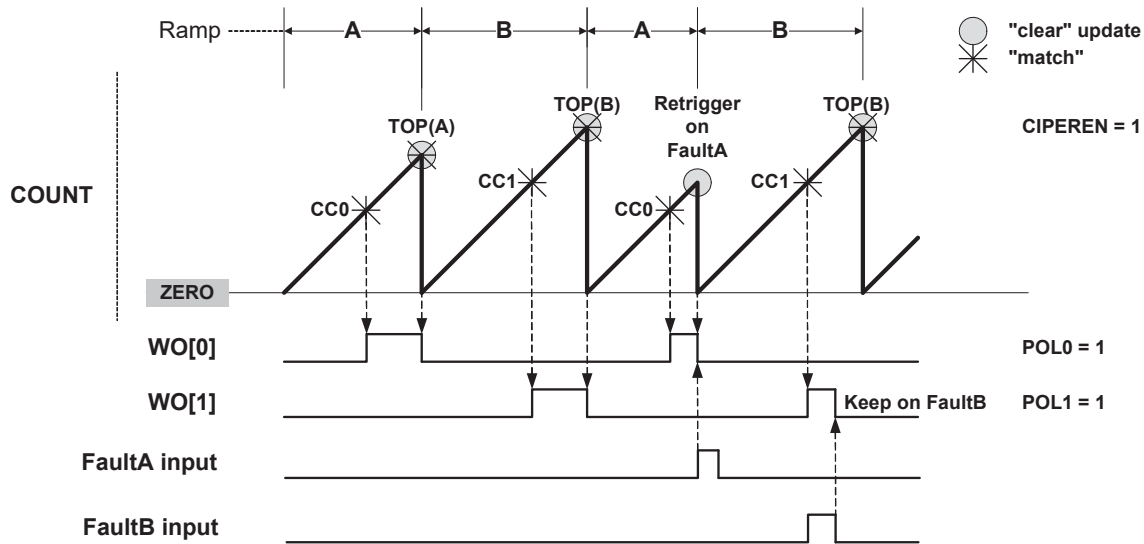 Ramp A B A B
"clear" update
"match"
TOP(A) TOP(B) Retrigger on FaultA TOP(B)
CIPEREN = 1
COUNT
CC0 CC1 CC0 CC1
ZERO
WO[0] POL0 = 1
WO[1] Keep on FaultB POL1 = 1
FaultA input
FaultB input